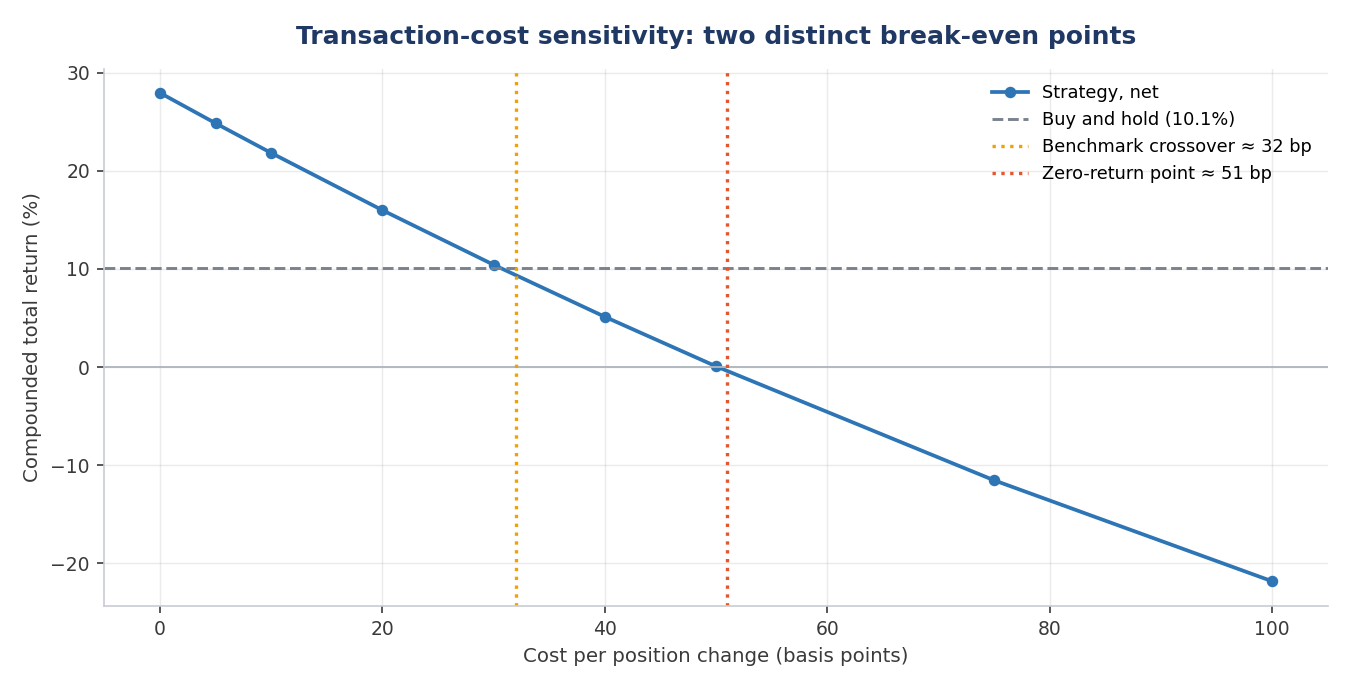 Transaction-cost sensitivity: two distinct break-even points
Compounded total return (%)
30
20
10
0
−10
−20
Strategy, net
Buy and hold (10.1%)
Benchmark crossover ≈ 32 bp
Zero-return point ≈ 51 bp
0
20
40
60
80
100
Cost per position change (basis points)